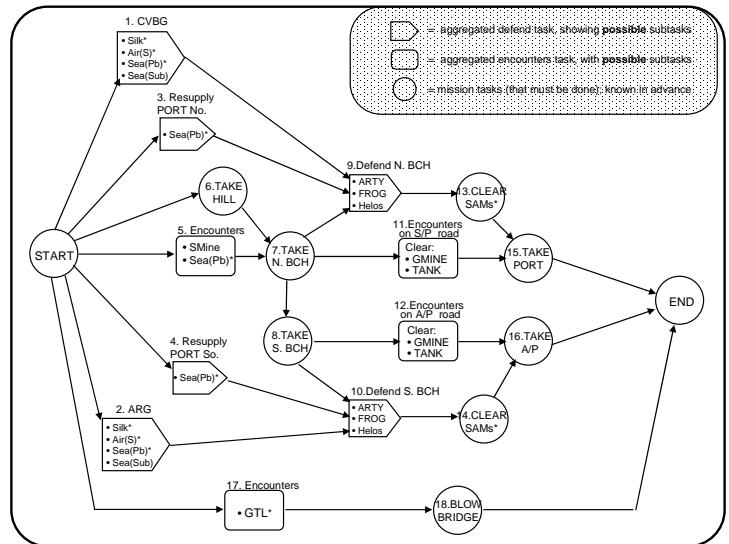 1. CVBG
• Silk*
• Air(S)*
• Sea(Pb)*
• Sea(Sub)
= aggregated defend task, showing possible subtasks
= aggregated encounters task, with possible subtasks
= mission tasks (that must be done); known in advance
3. Resupply
PORT No.
• Sea(Pb)*
9.Defend N. BCH
• ARTY
• FROG
• Helos
13.CLEAR
SAMs*
6.TAKE
HILL
5. Encounters
• SMine
• Sea(Pb)*
START
7.TAKE
N. BCH
11.Encounters
on S/P road
Clear:
• GMINE
• TANK
15.TAKE
PORT
END
12.Encounters
on A/P road
Clear:
• GMINE
• TANK
8.TAKE
S. BCH
16.TAKE
A/P
4. Resupply
PORT So.
• Sea(Pb)*
10.Defend S. BCH
• ARTY
• FROG
• Helos
14.CLEAR
SAMs*
2. ARG
• Silk*
• Air(S)*
• Sea(Pb)*
• Sea(Sub)
17. Encounters
• GTL*
18.BLOW
BRIDGE